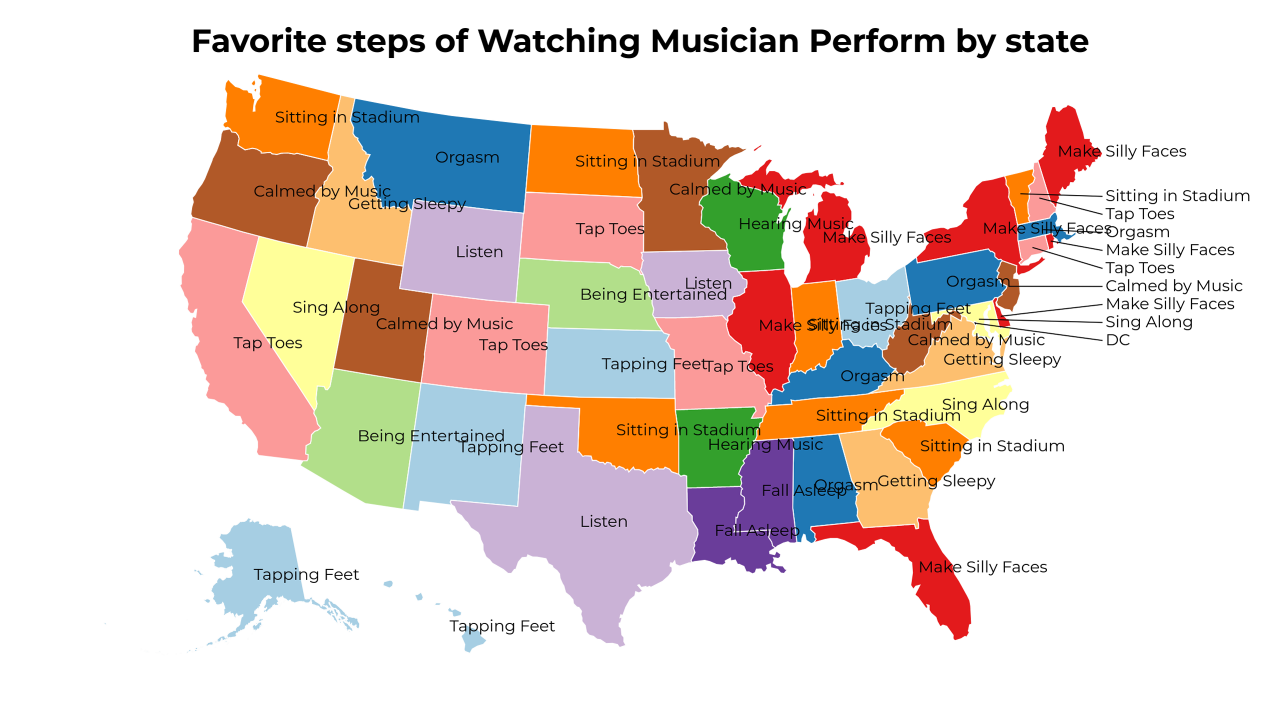 Favorite steps of Watching Musician Perform by state
Sitting in Stadium
Orgasm
Make Silly Faces
Sitting in Stadium
Calmed by Music
Calmed by Music
Getting Sleepy
Sitting in Stadium
Tap Toes
Tap Toes
Hearing Music
Make Silly Faces
Make Silly Faces
Orgasm
Listen
Make Silly Faces
Tap Toes
Listen
Orgasm
Calmed by Music
Being Entertained
Make Silly Faces
Sing Along
Tapping Feet
Sing Along
Calmed by Music
Make Silly Faces
Sitting in Stadium
DC
Tap Toes
Tap Toes
Calmed by Music
Getting Sleepy
Tapping Feet
Tap Toes
Orgasm
Sing Along
Sitting in Stadium
Sitting in Stadium
Being Entertained
Tapping Feet
Hearing Music
Sitting in Stadium
Getting Sleepy
Orgasm
Fall Asleep
Listen
Fall Asleep
Make Silly Faces
Tapping Feet
Tapping Feet